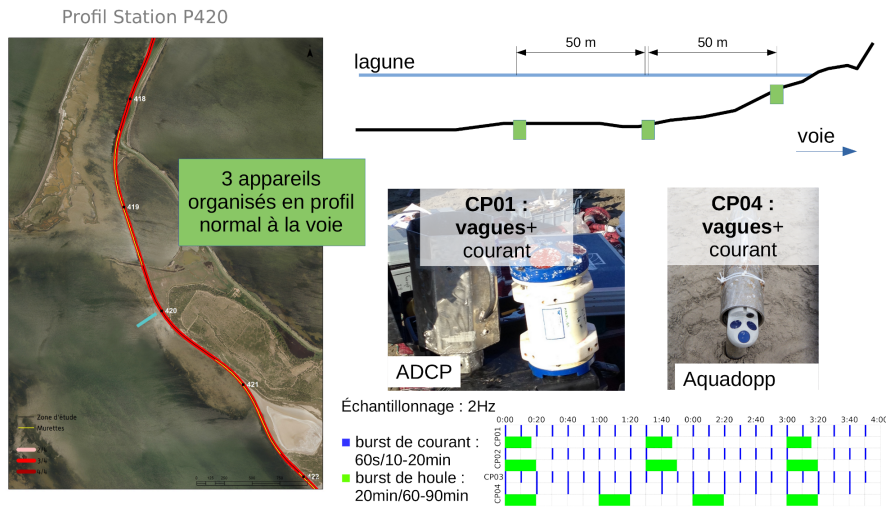 Profil Station P420
418
419
420
421
422
Zone d'étude
Murettes
3 appareils
organisés en profil
normal à la voie
50 m
50 m
lagune
voie
CP01 :
vagues+
courant
ADCP
CP04 :
vagues+
courant
Aquadopp
Échantillonnage : 2Hz
burst de courant :
60s/10-20min
burst de houle :
20min/60-90min
0:00 0:20 0:40 1:00 1:20 1:40 2:00 2:20 2:40 3:00 3:20 3:40 4:00
CP01
CP02
CP03
CP04